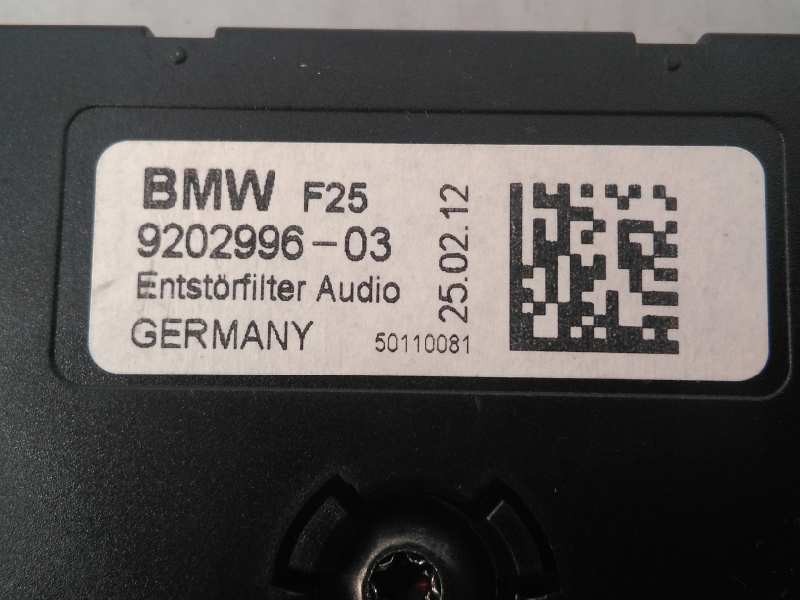 BMW F25
9202996-03
Entstörfilter Audio
GERMANY 50110081
25.02.12